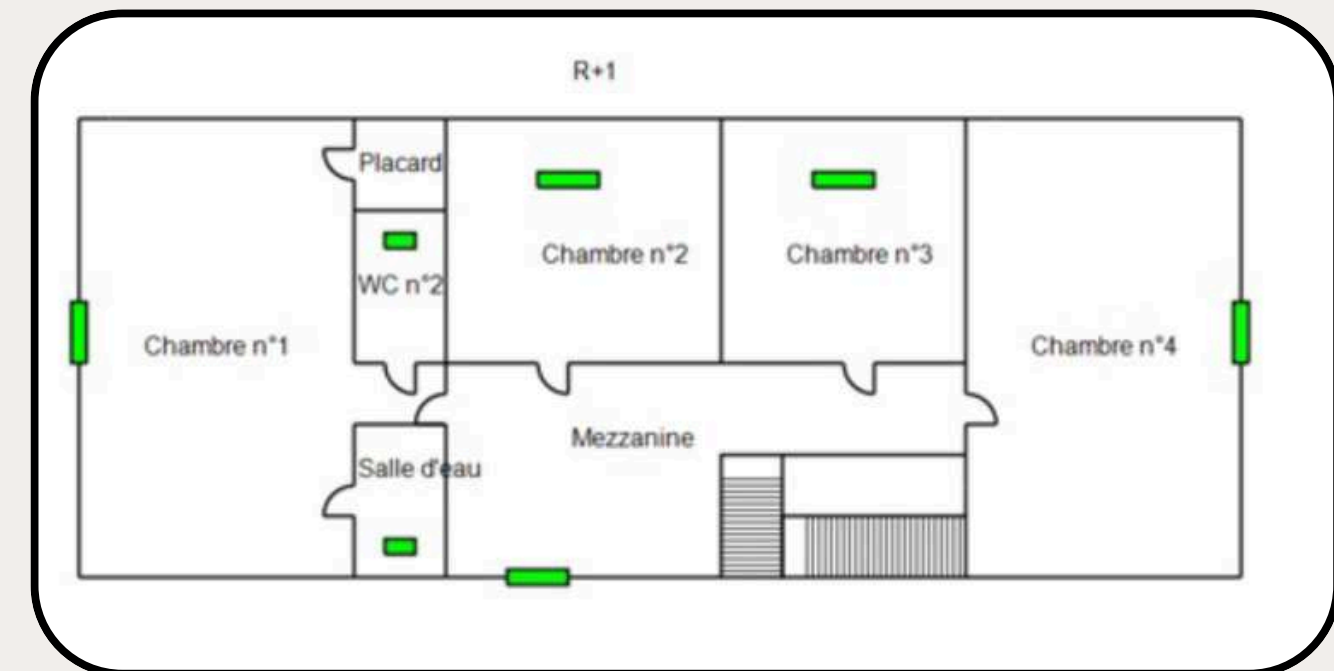 R+1
Placard
WC n°2
Chambre n°2
Chambre n°3
Chambre n°1
Chambre n°4
Mezzanine
Salle d'eau